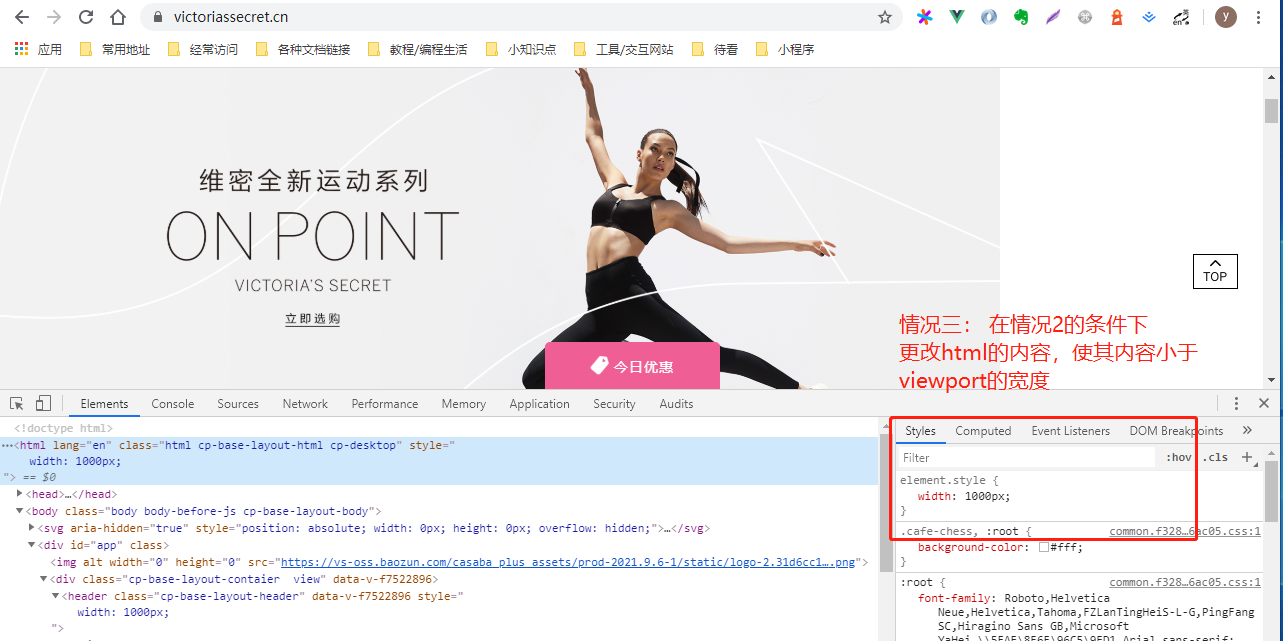 victoriassecret.cn
en
英
y
应用
常用地址
经常访问
各种文档链接
教程/编程生活
小知识点
工具/交互网站
待看
小程序
维密全新运动系列
ON POINT
VICTORIA'S SECRET
立即选购
今日优惠
TOP
情况三： 在情况2的条件下
更改html的内容，使其内容小于
viewport的宽度
Elements Console Sources Network Performance Memory Application Security Audits
<!doctype html>
⋯<html lang="en" class="html cp-base-layout-html cp-desktop" style="
width: 1000px;
"> == $0
<head>…</head>
<body class="body body-before-js cp-base-layout-body">
<svg aria-hidden="true" style="position: absolute; width: 0px; height: 0px; overflow: hidden;">…</svg>
<div id="app" class>
<img alt width="0" height="0" src="https://vs-oss.baozun.com/casaba_plus_assets/prod-2021.9.6-1/static/logo-2.31d6cc1….png">
<div class="cp-base-layout-contaier  view" data-v-f7522896>
<header class="cp-base-layout-header" data-v-f7522896 style="
width: 1000px;
">
Styles Computed Event Listeners DOM Breakpoints »
Filter :hov .cls +
element.style {
width: 1000px;
}
.cafe-chess, :root { common.f328…6ac05.css:1
background-color: #fff;
}
:root { common.f328…6ac05.css:1
font-family: Roboto,Helvetica
Neue,Helvetica,Tahoma,FZLanTingHeiS-L-G,PingFang
SC,Hiragino Sans GB,Microsoft